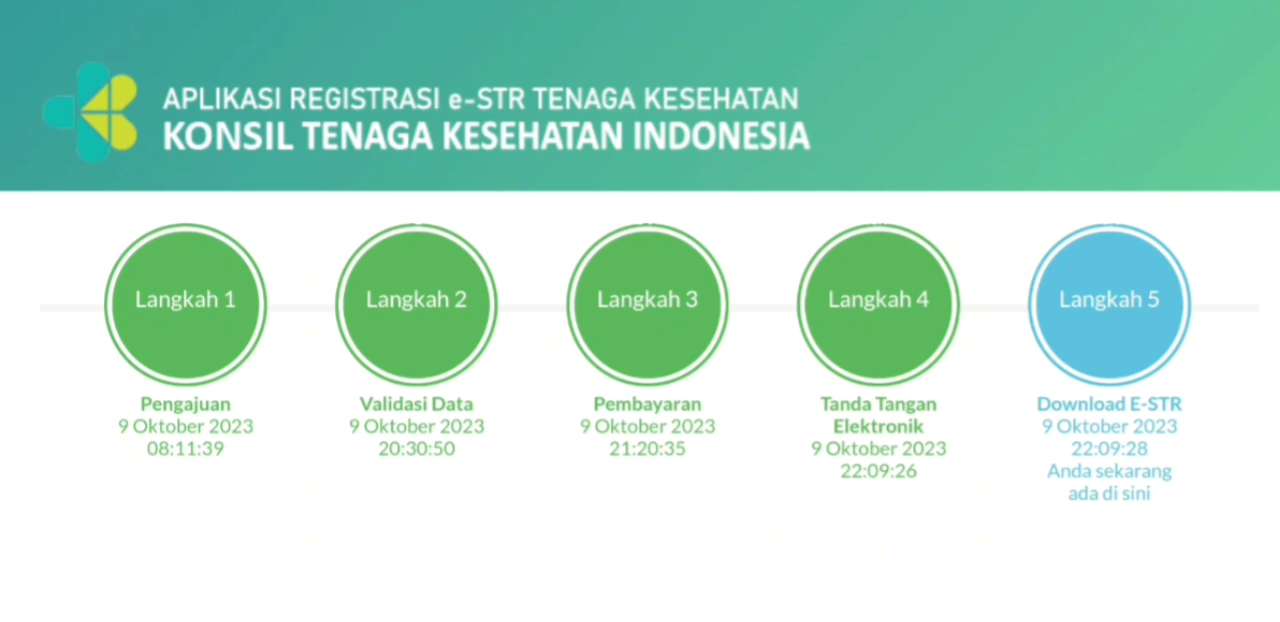 APLIKASI REGISTRASI e-STR TENAGA KESEHATAN
KONSIL TENAGA KESEHATAN INDONESIA
Langkah 1
Pengajuan
9 Oktober 2023
08:11:39
Langkah 2
Validasi Data
9 Oktober 2023
20:30:50
Langkah 3
Pembayaran
9 Oktober 2023
21:20:35
Langkah 4
Tanda Tangan
Elektronik
9 Oktober 2023
22:09:26
Langkah 5
Download E-STR
9 Oktober 2023
22:09:28
Anda sekarang
ada di sini